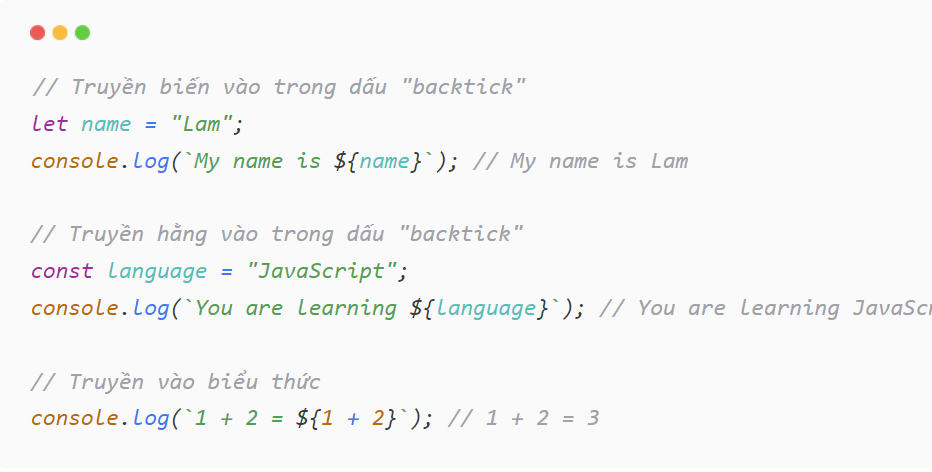 // Truyền biến vào trong dấu "backtick"
let name = "Lam";
console.log(`My name is ${name}`); // My name is Lam
// Truyền hằng vào trong dấu "backtick"
const language = "JavaScript";
console.log(`You are learning ${language}`); // You are learning JavaScr
// Truyền vào biểu thức
console.log(`1 + 2 = ${1 + 2}`); // 1 + 2 = 3